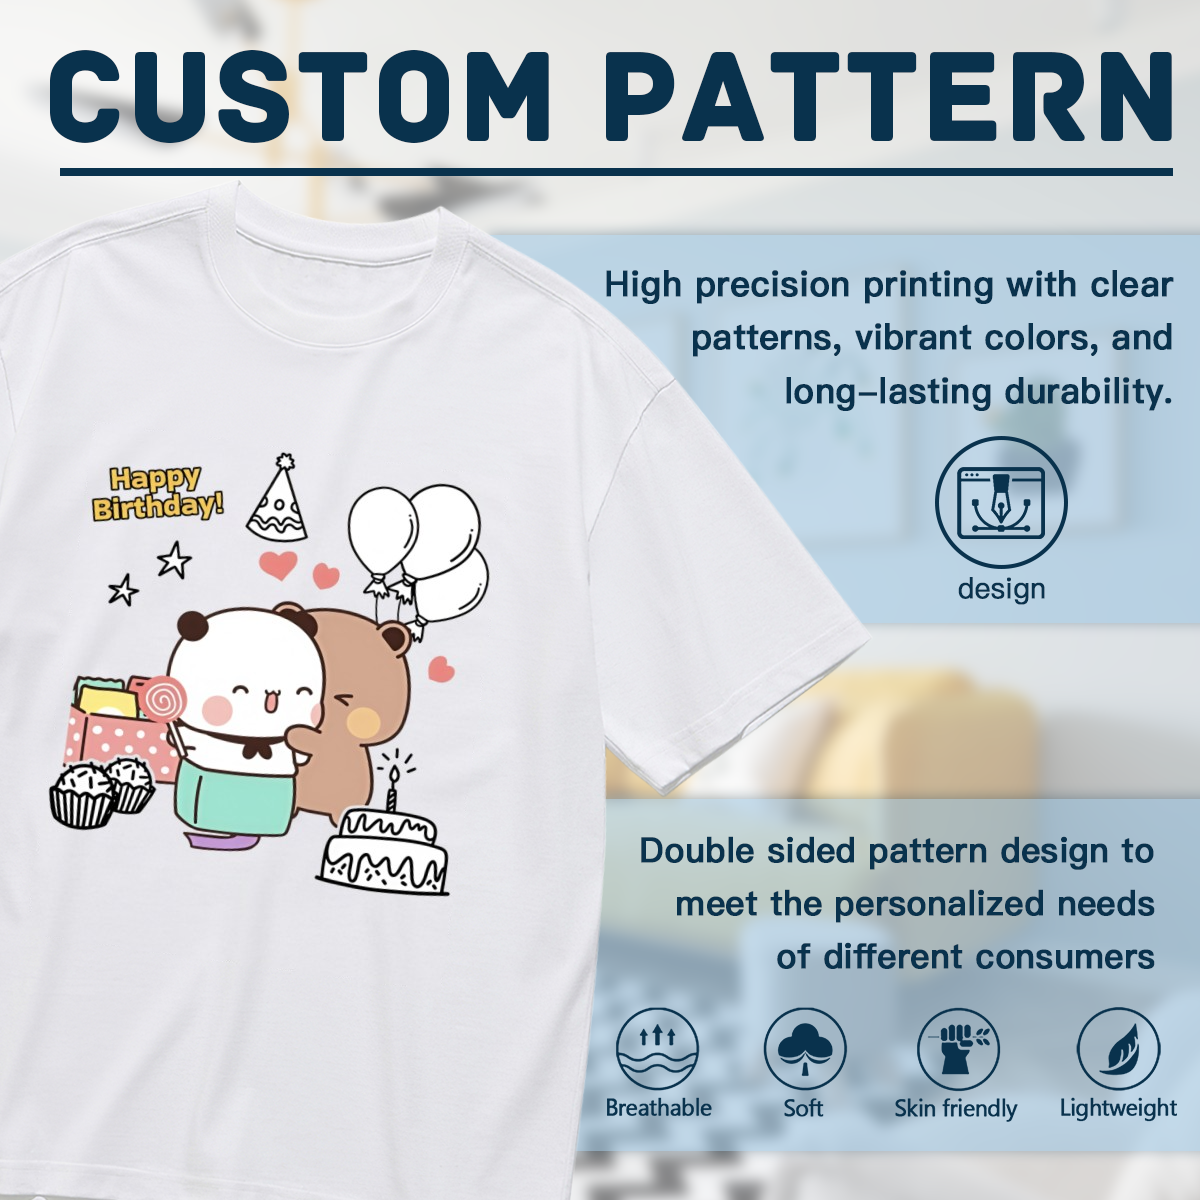 CUSTOM PATTERN
High precision printing with clear
patterns, vibrant colors, and
long-lasting durability.
design
Happy
Birthday!
Double sided pattern design to
meet the personalized needs
of different consumers
Breathable
Soft
Skin friendly
Lightweight